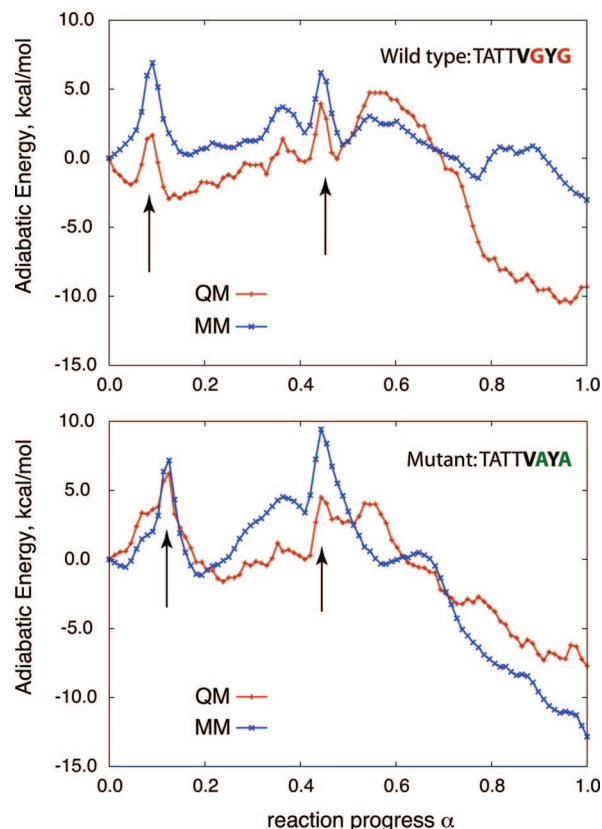 10.0
Wild type:TATTVGYG
5.0
0.0
-5.0
-10.0
-15.0
Adiabatic Energy, kcal/mol
QM
MM
0.0 0.2 0.4 0.6 0.8 1.0
10.0
Mutant:TATTVAYA
5.0
0.0
-5.0
-10.0
-15.0
Adiabatic Energy, kcal/mol
QM
MM
0.0 0.2 0.4 0.6 0.8 1.0
reaction progress α